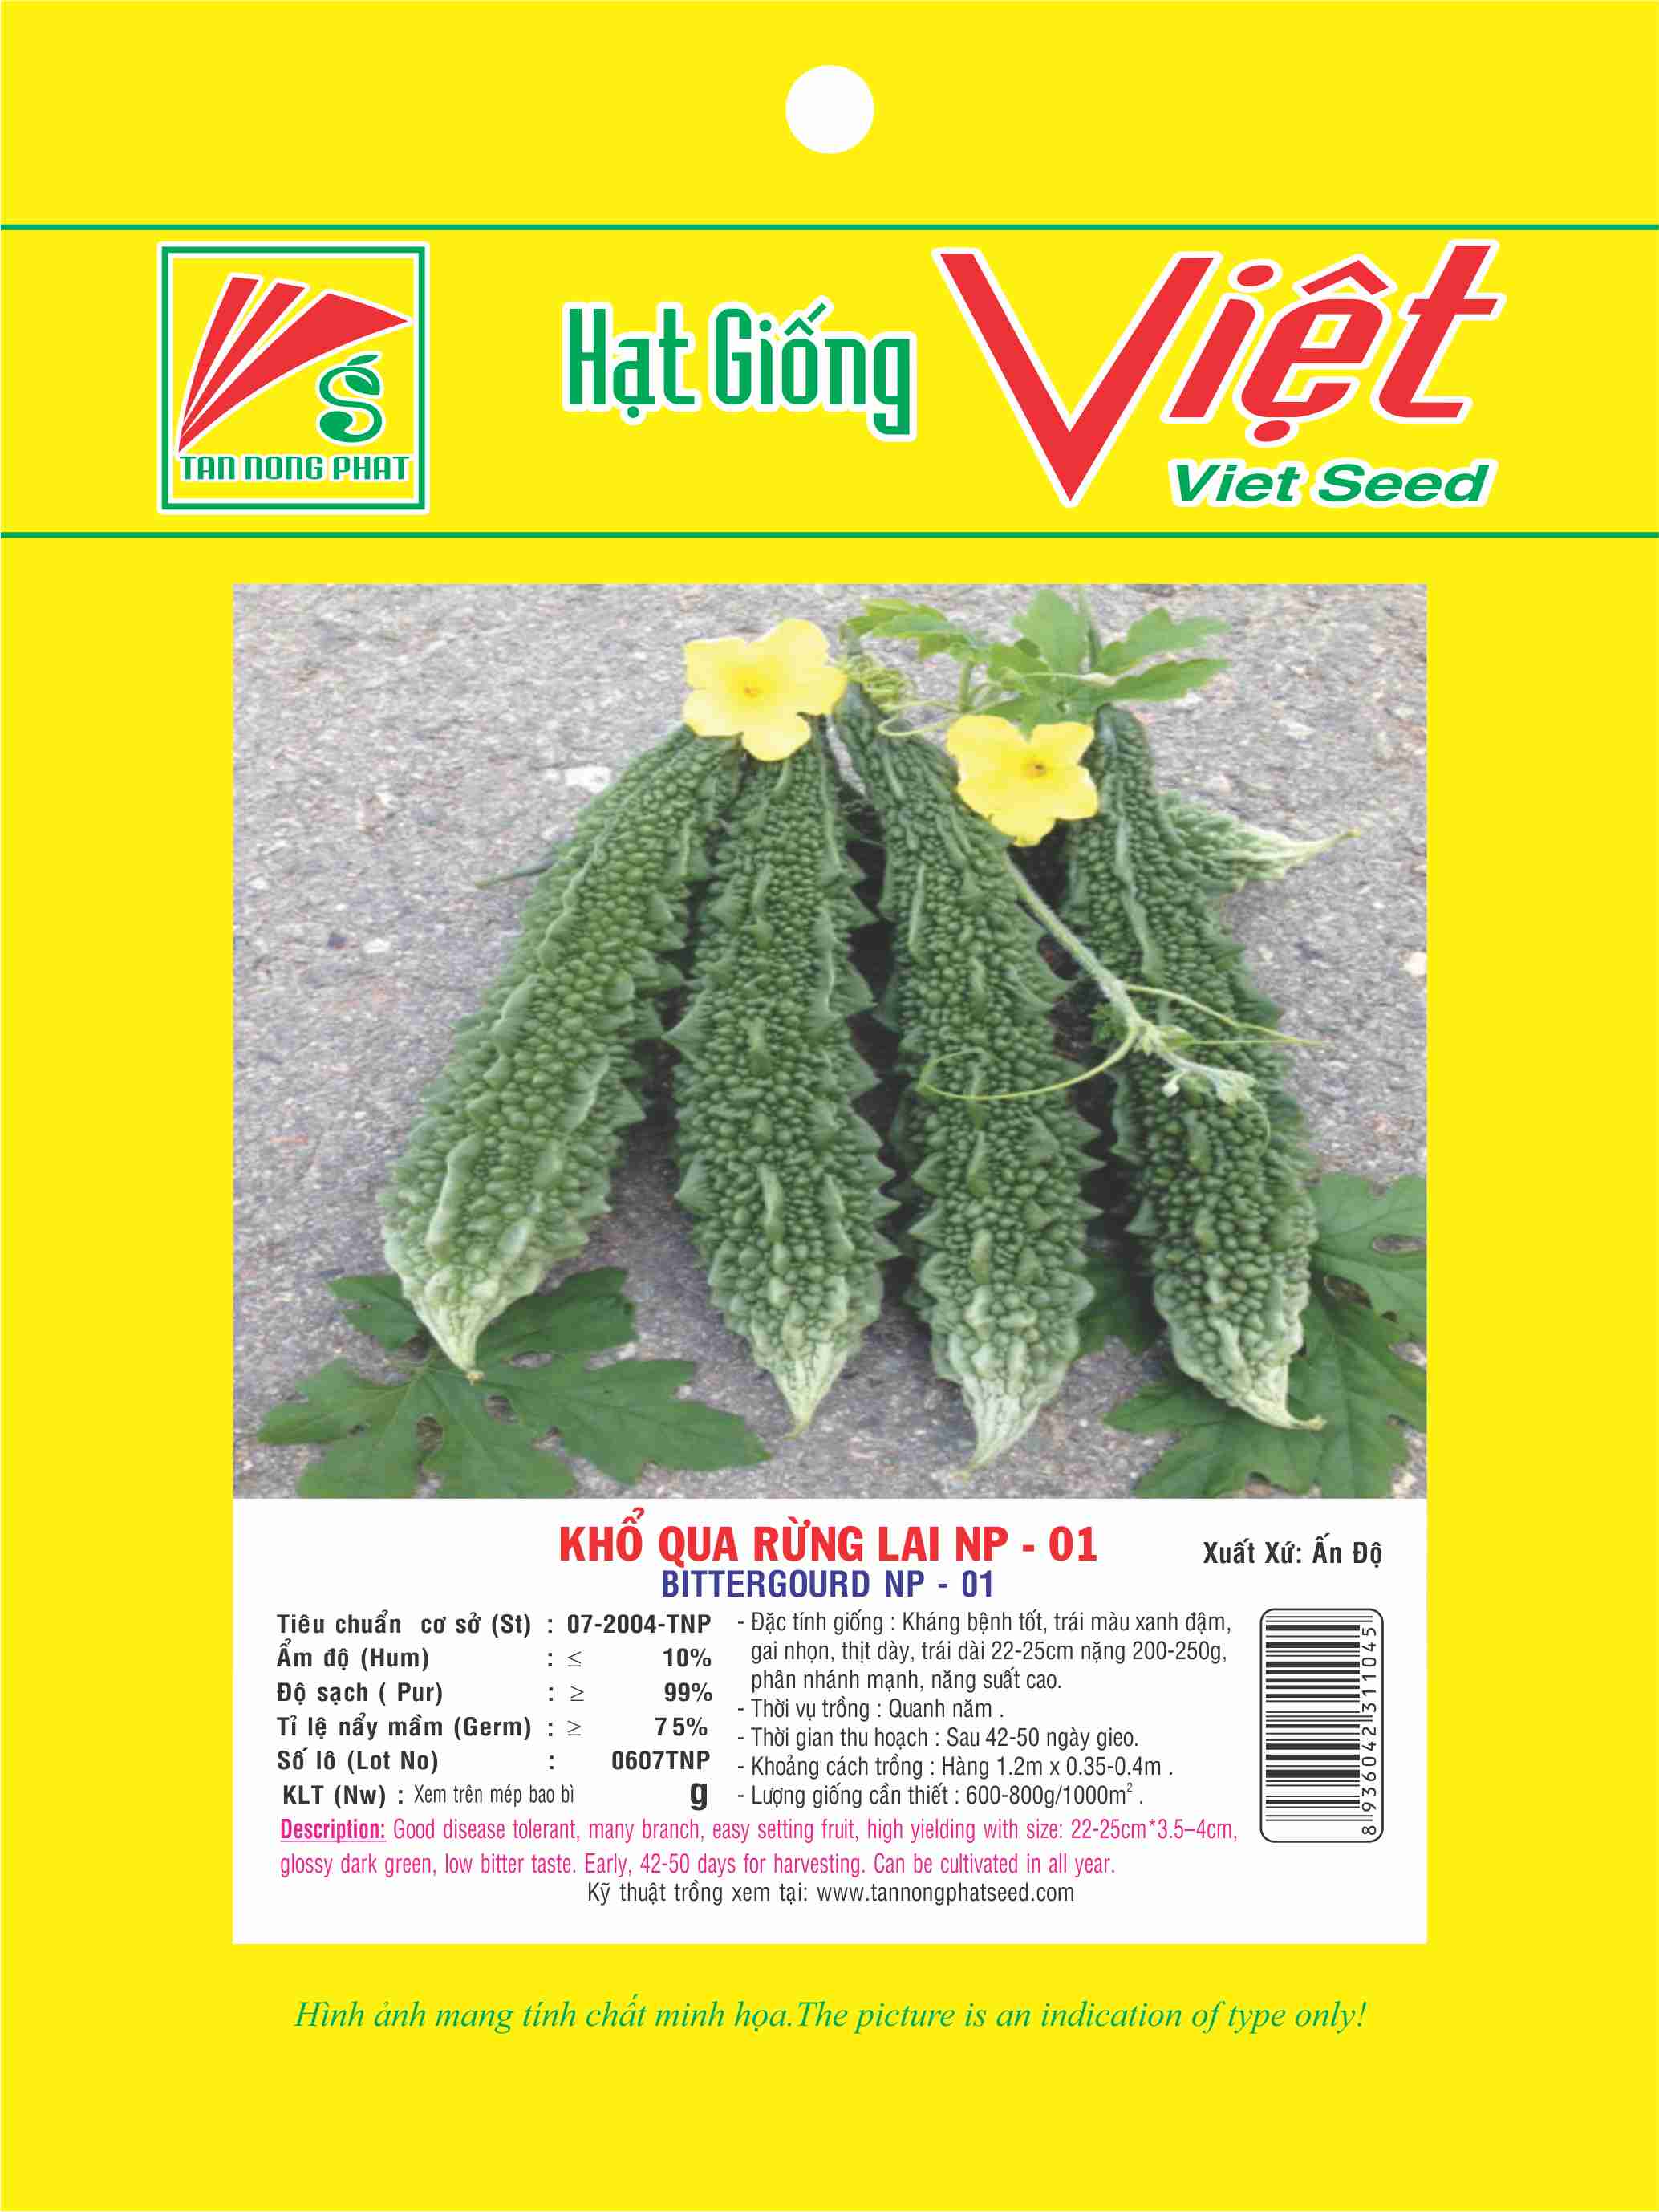 TAN NONG PHAT
Hạt Giống Việt
Viet Seed
KHỔ QUA RỪNG LAI NP - 01
BITTERGOURD NP - 01
Xuất Xứ: Ấn Độ
Tiêu chuẩn cơ sở (St) : 07-2004-TNP
Ẩm độ (Hum) : ≤ 10%
Độ sạch ( Pur) : ≥ 99%
Tỉ lệ nẩy mầm (Germ) : ≥ 75%
Số lô (Lot No) : 0607TNP
KLT (Nw) : Xem trên mép bao bì g
- Đặc tính giống : Kháng bệnh tốt, trái màu xanh đậm,
gai nhọn, thịt dày, trái dài 22-25cm nặng 200-250g,
phân nhánh mạnh, năng suất cao.
- Thời vụ trồng : Quanh năm .
- Thời gian thu hoạch : Sau 42-50 ngày gieo.
- Khoảng cách trồng : Hàng 1.2m x 0.35-0.4m .
- Lượng giống cần thiết : 600-800g/1000m² .
8936042311045
Description: Good disease tolerant, many branch, easy setting fruit, high yielding with size: 22-25cm*3.5–4cm,
glossy dark green, low bitter taste. Early, 42-50 days for harvesting. Can be cultivated in all year.
Kỹ thuật trồng xem tại: www.tannongphatseed.com
Hình ảnh mang tính chất minh họa.The picture is an indication of type only!